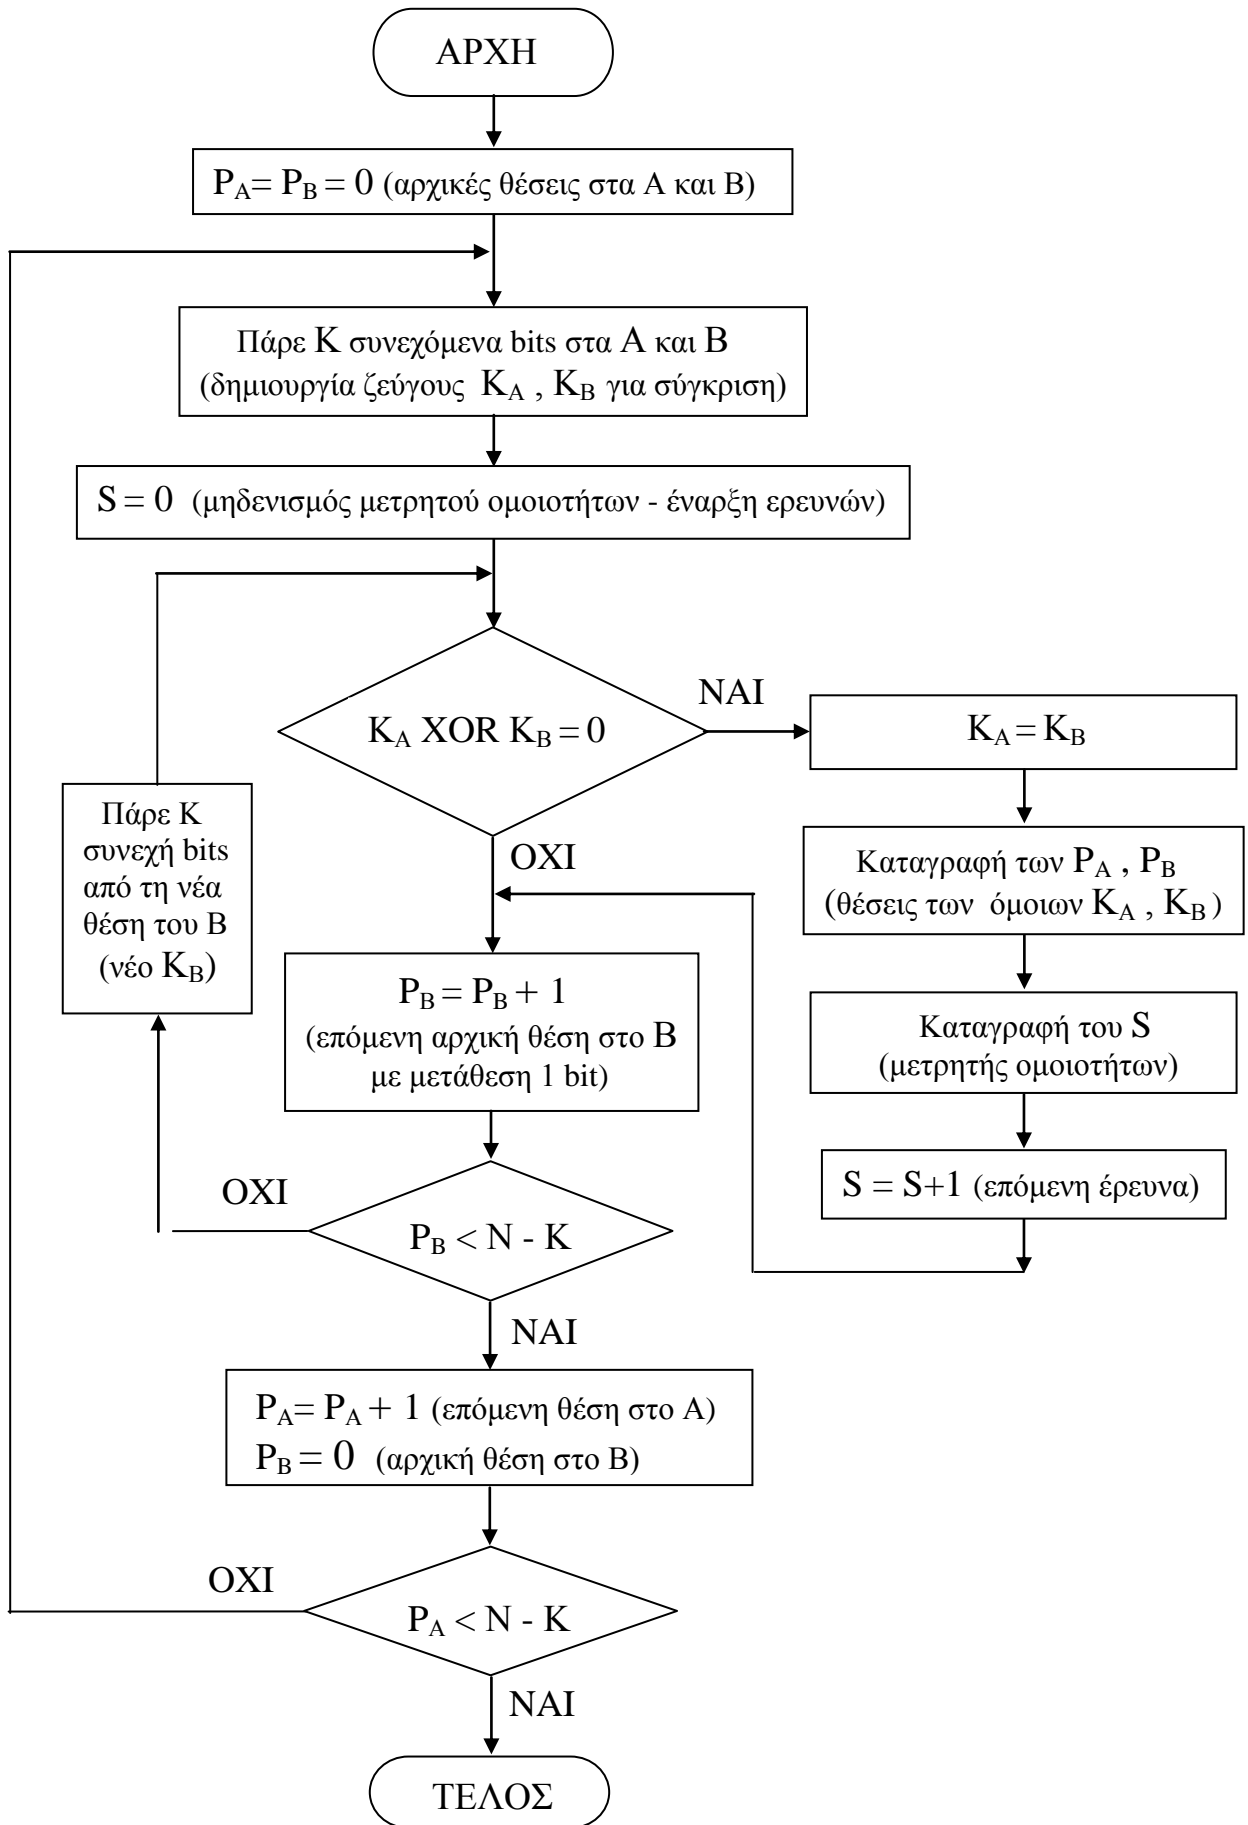 ΑΡΧΗ
P_A= P_B = 0 (αρχικές θέσεις στα Α και Β)
Πάρε Κ συνεχόμενα bits στα Α και Β
(δημιουργία ζεύγους K_A , K_B για σύγκριση)
S = 0 (μηδενισμός μετρητού ομοιοτήτων - έναρξη ερευνών)
K_A XOR K_B = 0
ΝΑΙ
K_A = K_B
Πάρε Κ
συνεχή bits
από τη νέα
θέση του Β
(νέο K_B)
ΟΧΙ
Καταγραφή των P_A , P_B
(θέσεις των όμοιων K_A , K_B )
P_B = P_B + 1
(επόμενη αρχική θέση στο Β
με μετάθεση 1 bit)
Καταγραφή του S
(μετρητής ομοιοτήτων)
S = S+1 (επόμενη έρευνα)
ΟΧΙ
P_B < N - K
ΝΑΙ
P_A= P_A + 1 (επόμενη θέση στο Α)
P_B = 0 (αρχική θέση στο Β)
ΟΧΙ
P_A < N - K
ΝΑΙ
ΤΕΛΟΣ